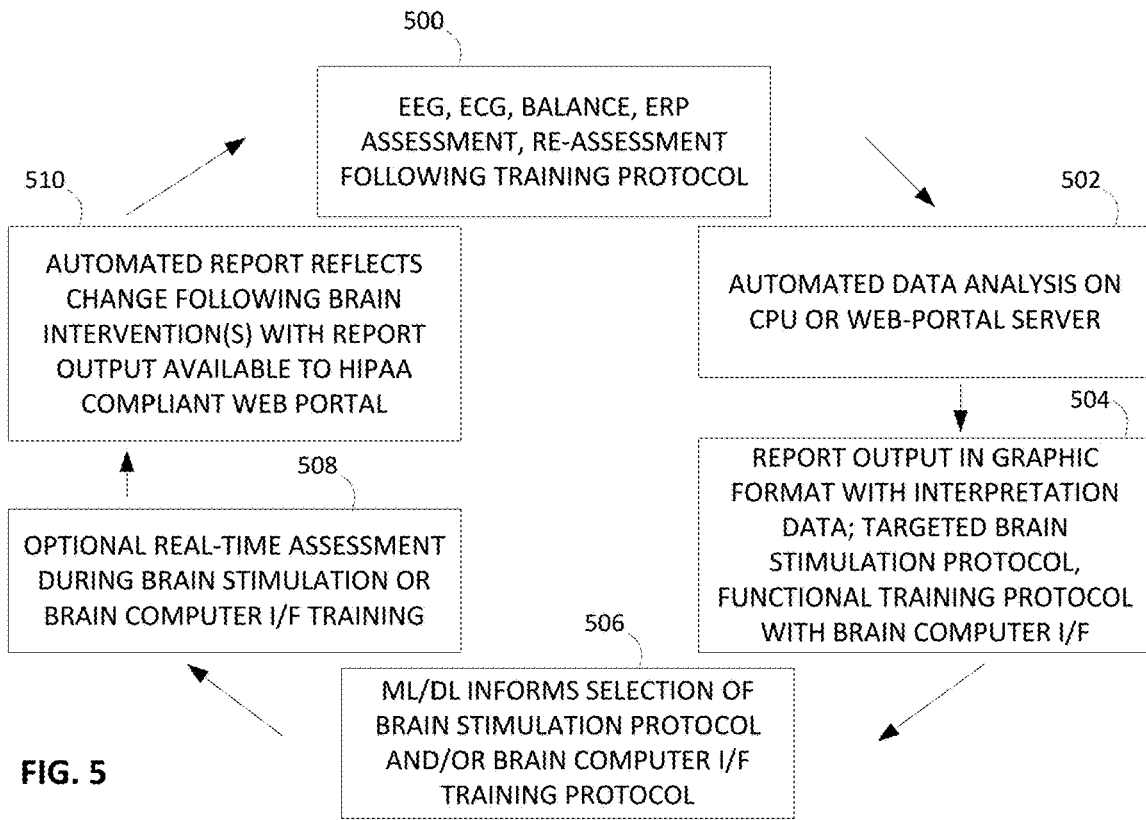 500
EEG, ECG, BALANCE, ERP
ASSESSMENT, RE-ASSESSMENT
FOLLOWING TRAINING PROTOCOL
502
AUTOMATED DATA ANALYSIS ON
CPU OR WEB-PORTAL SERVER
504
REPORT OUTPUT IN GRAPHIC
FORMAT WITH INTERPRETATION
DATA; TARGETED BRAIN
STIMULATION PROTOCOL,
FUNCTIONAL TRAINING PROTOCOL
WITH BRAIN COMPUTER I/F
506
ML/DL INFORMS SELECTION OF
BRAIN STIMULATION PROTOCOL
AND/OR BRAIN COMPUTER I/F
TRAINING PROTOCOL
508
OPTIONAL REAL-TIME ASSESSMENT
DURING BRAIN STIMULATION OR
BRAIN COMPUTER I/F TRAINING
510
AUTOMATED REPORT REFLECTS
CHANGE FOLLOWING BRAIN
INTERVENTION(S) WITH REPORT
OUTPUT AVAILABLE TO HIPAA
COMPLIANT WEB PORTAL
FIG. 5